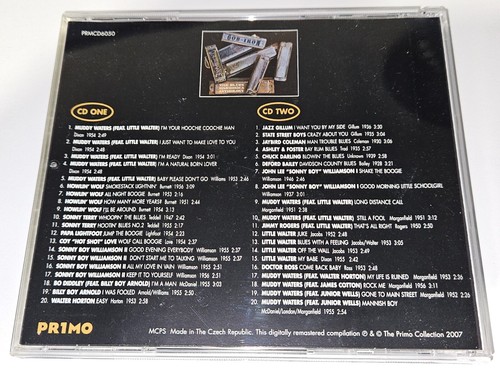 PRMCD6050
CD ONE
1. MUDDY WATERS (FEAT. LITTLE WALTER) I'M YOUR HOOCHIE COOCHIE MAN
Dixon 1954 2:49
2. MUDDY WATERS (FEAT. LITTLE WALTER) I JUST WANT TO MAKE LOVE TO YOU
Dixon 1954 2:48
3. MUDDY WATERS (FEAT. LITTLE WALTER) I'M READY Dixon 1954 3:01
4. MUDDY WATERS (FEAT. LITTLE WALTER) I'M A NATURAL BORN LOVER
Dixon 1954 2:48
5. MUDDY WATERS (FEAT. LITTLE WALTER) BABY PLEASE DON'T GO Williams 1953 2:46
6. HOWLIN' WOLF SMOKESTACK LIGHTNIN' Burnett 1956 3:09
7. HOWLIN' WOLF ALL NIGHT BOOGIE Burnett 1953 2:16
8. HOWLIN' WOLF HOW MANY MORE YEARS? Burnett 1951 2:44
9. HOWLIN' WOLF I'LL BE AROUND Burnett 1954 3:13
10. SONNY TERRY WHOOPIN' THE BLUES Teddell 1947 2:42
11. SONNY TERRY HOOTIN' BLUES NO.2 Teddell 1953 2:17
12. SAM LIGHTFOOT JUMP THE BOOGIE Lightfoot 1954 2:23
13. COY "HOT SHOT" LOVE WOLF CALL BOOGIE Love 1954 2:37
14. SONNY BOY WILLIAMSON II GOOD EVENING EVERYBODY Williamson 1955 2:37
15. SONNY BOY WILLIAMSON II DON'T START ME TO TALKING Williamson 1955 2:37
16. SONNY BOY WILLIAMSON II ALL MY LOVE IN VAIN Williamson 1955 2:51
17. SONNY BOY WILLIAMSON II KEEP IT TO YOURSELF Williamson 1956 2:51
18. BO DIDDLEY (FEAT. BILLY BOY ARNOLD) I'M A MAN McDaniel 1955 3:03
19. BILLY BOY ARNOLD I WAS FOOLED Arnold/Williams 1955 2:50
20. WALTER HORTON EASY Horton 1953 2:58
CD TWO
1. JAZZ GILLUM I WANT YOU BY MY SIDE Gillum 1936 3:30
2. STATE STREET BOYS CRAZY ABOUT YOU Gillum 1935 3:04
3. JAYBIRD COLEMAN MAN TROUBLE BLUES Coleman 1930 3:06
4. ASHLEY & FOSTER BAY RUM BLUES Trad 1933 2:57
5. CHUCK DARLING BLOWIN' THE BLUES Unknown 1939 2:58
6. DEFORD BAILEY DAVIDSON COUNTY BLUES Bailey 1928 3:21
7. JOHN LEE "SONNY BOY" WILLIAMSON I SHAKE THE BOOGIE
Williamson 1946 2:46
8. JOHN LEE "SONNY BOY" WILLIAMSON I GOOD MORNING LITTLE SCHOOLGIRL
Williamson 1937 3:01
9. MUDDY WATERS (FEAT. LITTLE WALTER) LONG DISTANCE CALL
Morganfield 1951 2:38
10. MUDDY WATERS (FEAT. LITTLE WALTER) STILL A FOOL Morganfield 1951 3:12
11. JIMMY ROGERS (FEAT. LITTLE WALTER) THAT'S ALL RIGHT Rogers 1950 2:50
12. LITTLE WALTER JUKE Jacobs 1952 2:48
13. LITTLE WALTER BLUES WITH A FEELING Jacobs/Walter 1953 3:05
14. LITTLE WALTER OFF THE WALL Jacobs 1953 2:49
15. LITTLE WALTER MY BABE Dixon 1955 2:42
16. DOCTOR ROSS COME BACK BABY Ross 1953 2:48
17. MUDDY WATERS (FEAT. WALTER HORTON) MY LIFE IS RUINED Morganfield 1953 2:36
18. MUDDY WATERS (FEAT. JAMES COTTON) ROCK ME Morganfield 1956 3:11
19. MUDDY WATERS (FEAT. JUNIOR WELLS) GONE TO MAIN STREET Morganfield 1952 2:26
20. MUDDY WATERS (FEAT. JUNIOR WELLS) MANNISH BOY
McDaniel/London/Morganfield 1955 2:54
PR1MO
MCPS Made in The Czech Republic. This digitally remastered compilation ℗ & © The Primo Collection 2007